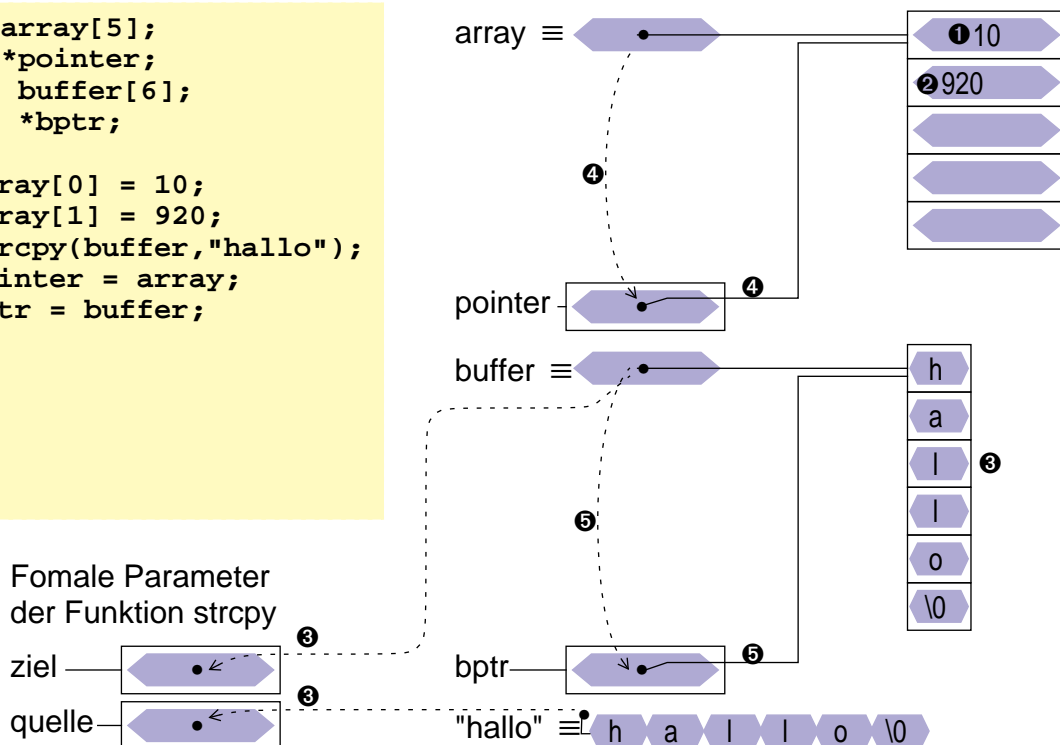 array[5];
*pointer;
buffer[6];
*bptr;
ray[0] = 10;
ray[1] = 920;
rcpy(buffer,"hallo");
inter = array;
tr = buffer;
array ≡
❶10
❷920
❹
pointer
❹
buffer ≡
h
a
l ❸
l
o
\0
❺
Fomale Parameter
der Funktion strcpy
❸
ziel
bptr
❺
❸
quelle
"hallo" ≡ h a l l o \0